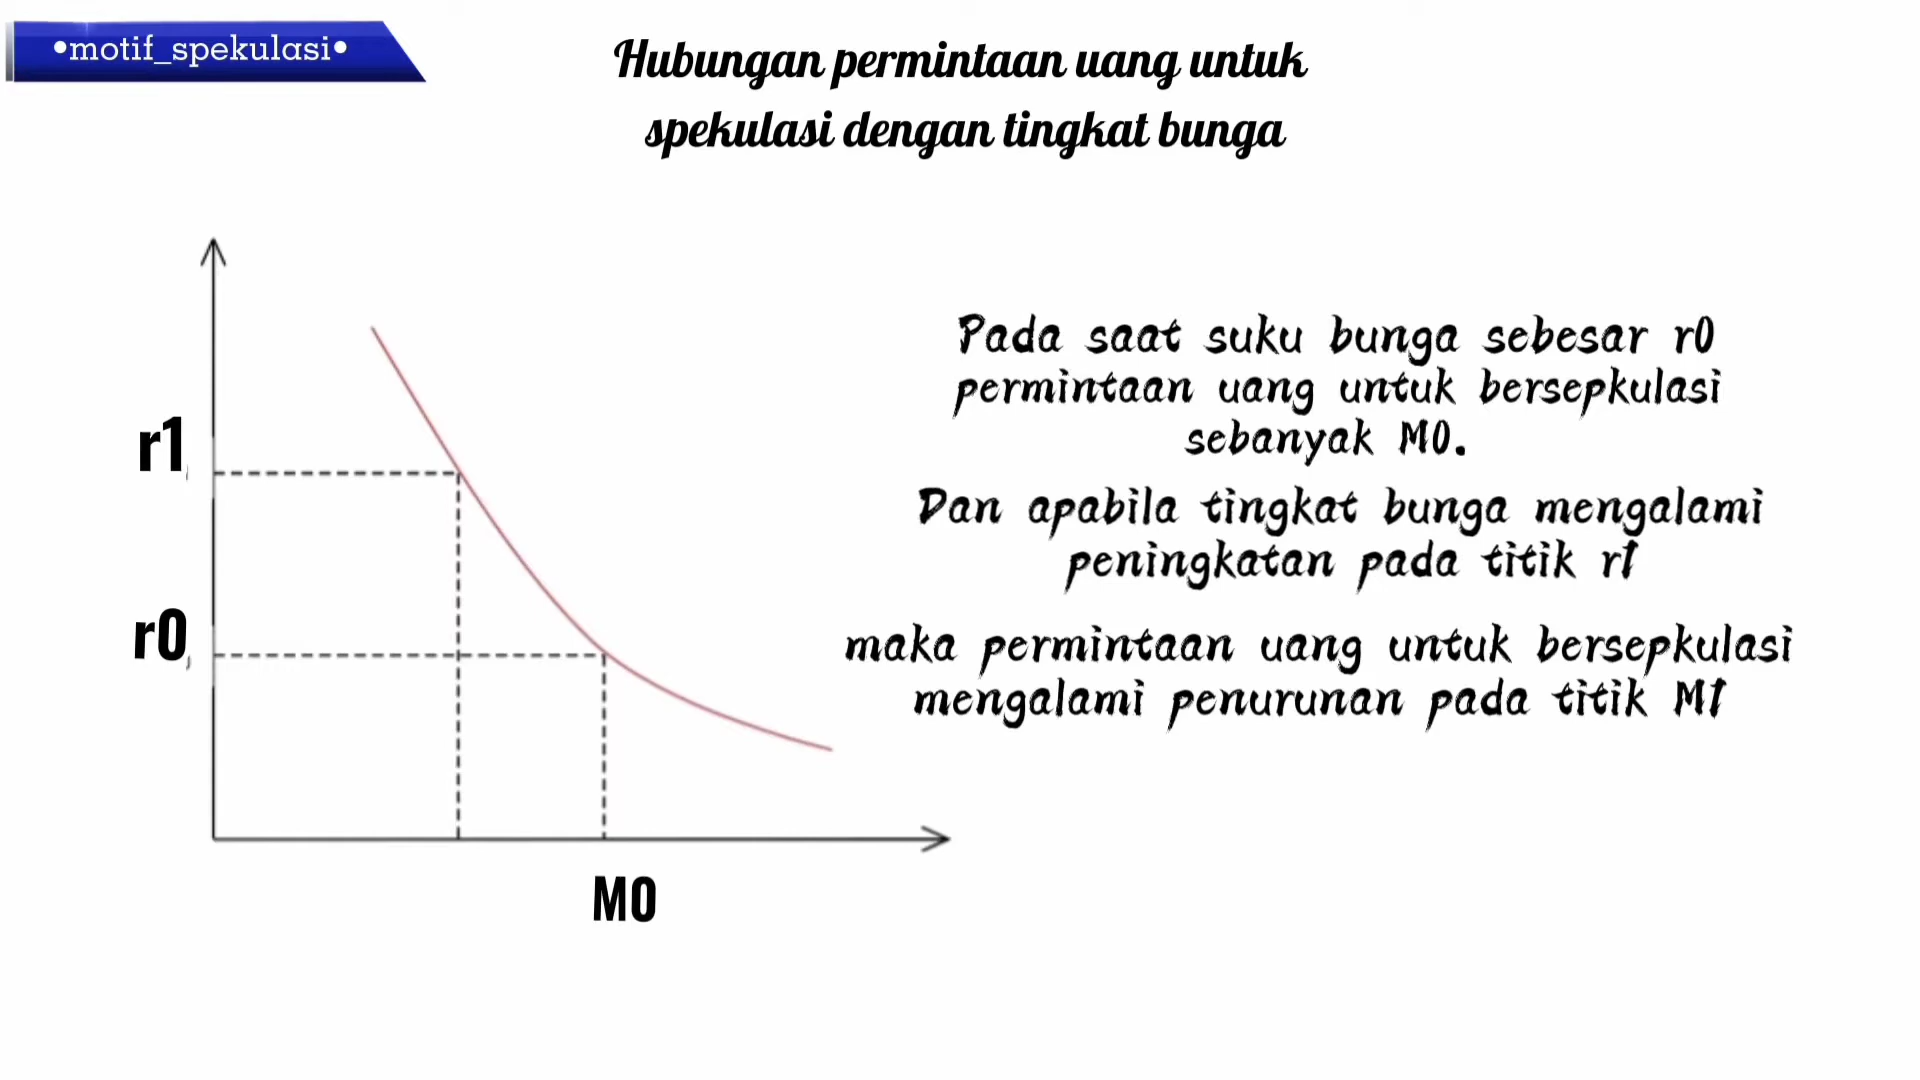 •motif_spekulasi•
Hubungan permintaan uang untuk
spekulasi dengan tingkat bunga
r1
r0
M0
Pada saat suku bunga sebesar r0
permintaan uang untuk bersepkulasi
sebanyak M0.
Dan apabila tingkat bunga mengalami
peningkatan pada titik r1
maka permintaan uang untuk bersepkulasi
mengalami penurunan pada titik M1